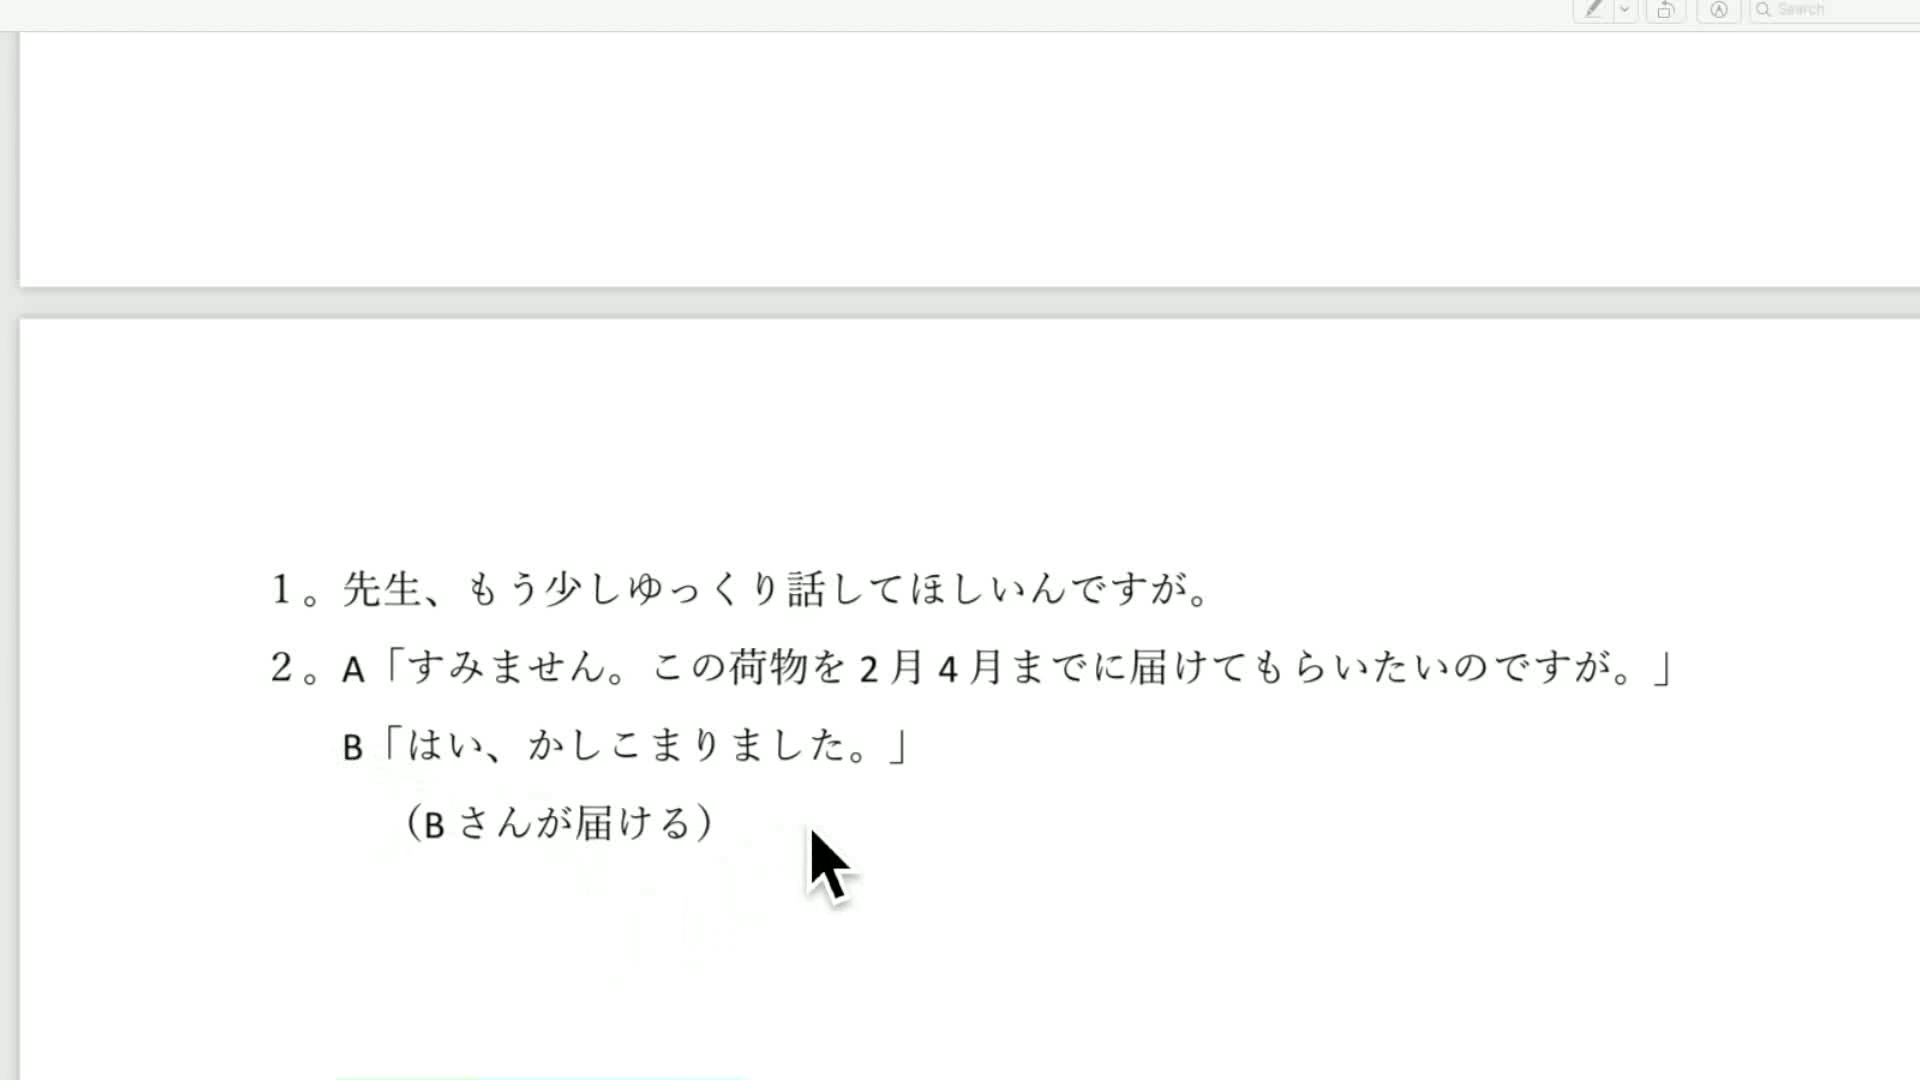 Search
１。先生、もう少しゆっくり話してほしいんですが。
２。A「すみません。この荷物を 2 月 4 月までに届けてもらいたいのですが。」
B「はい、かしこまりました。」
（B さんが届ける）